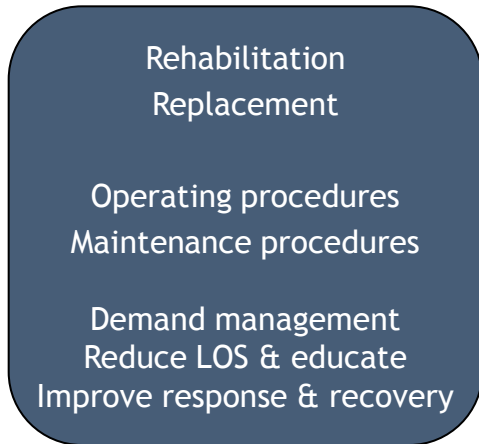 Rehabilitation
Replacement
Operating procedures
Maintenance procedures
Demand management
Reduce LOS & educate
Improve response & recovery